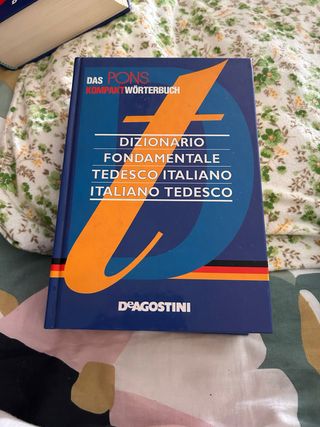 DAS PONS
KOMPAKTWÖRTERBUCH
DIZIONARIO
FONDAMENTALE
TEDESCO ITALIANO
ITALIANO TEDESCO
DEAGOSTINI